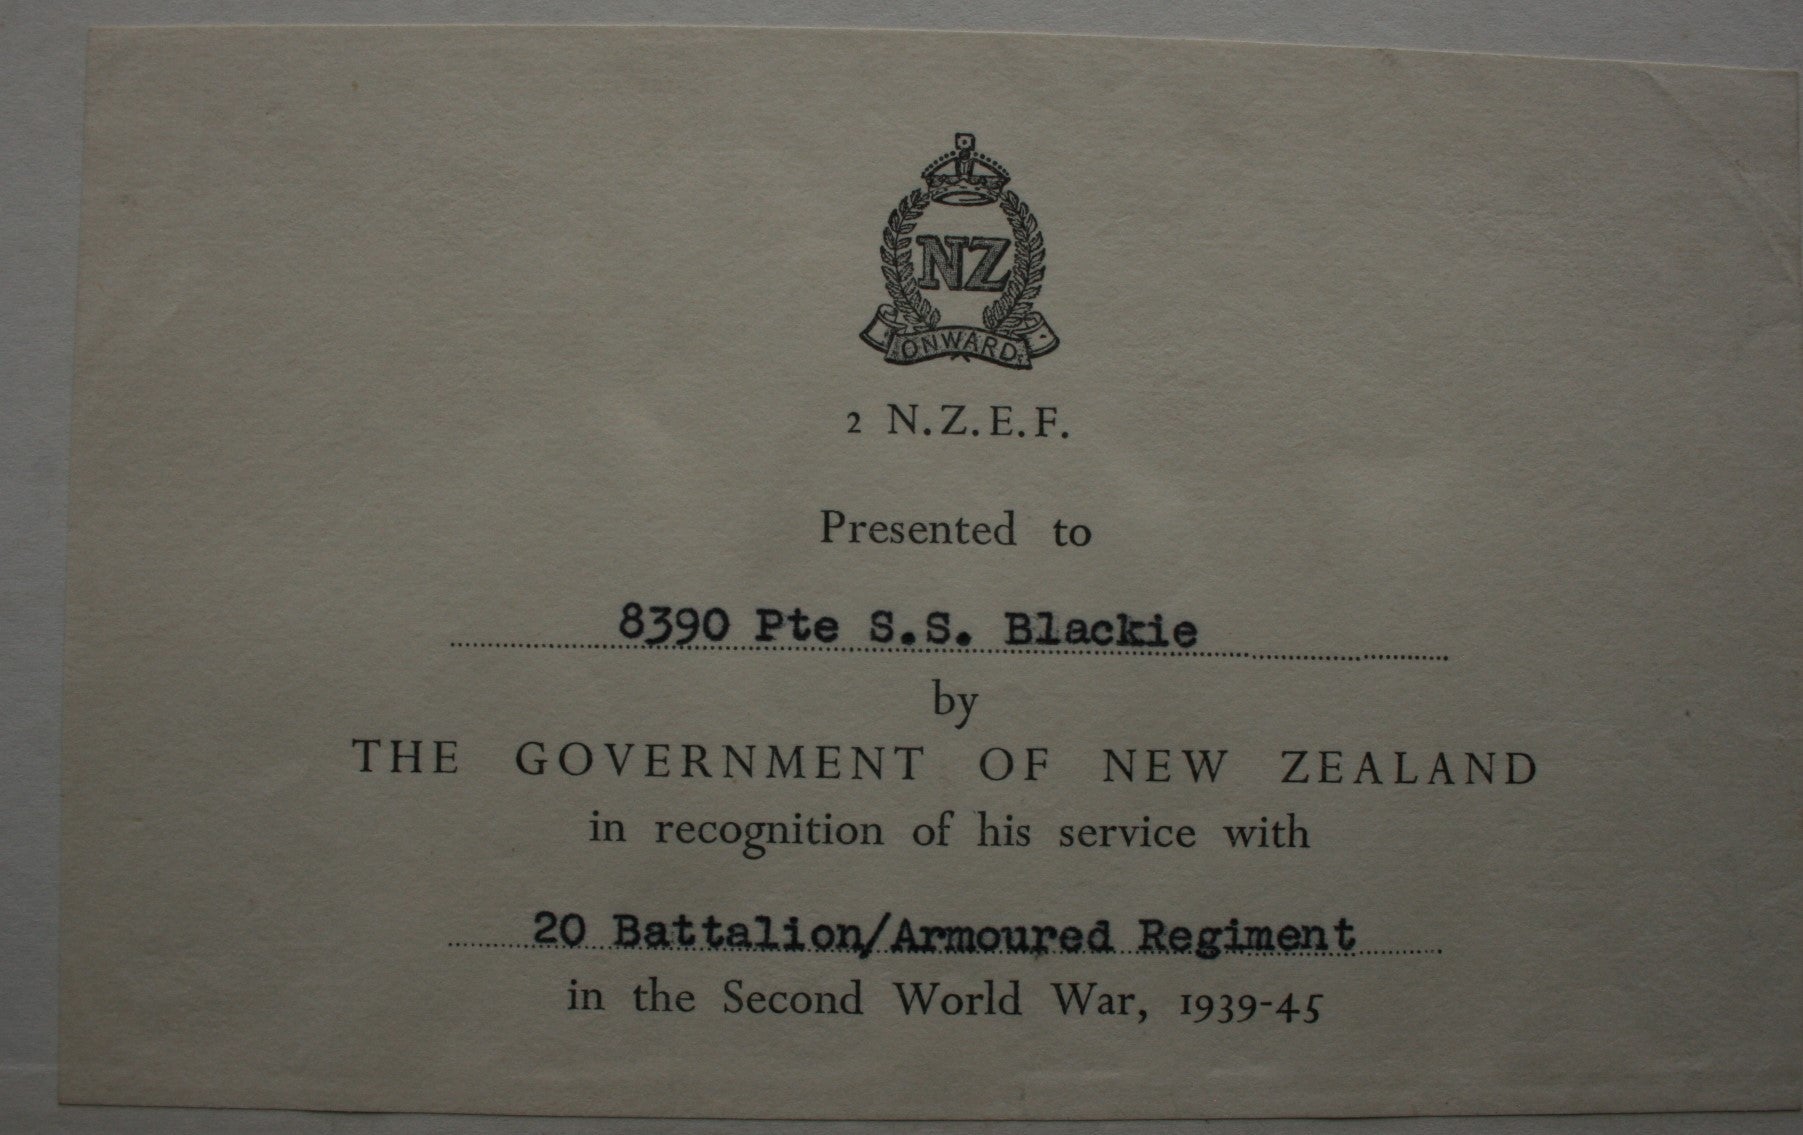 NZ
ONWARD
2 N.Z.E.F.
Presented to
8390 Pte S.S. Blackie
by
THE GOVERNMENT OF NEW ZEALAND
in recognition of his service with
20 Battalion/Armoured Regiment
in the Second World War, 1939-45